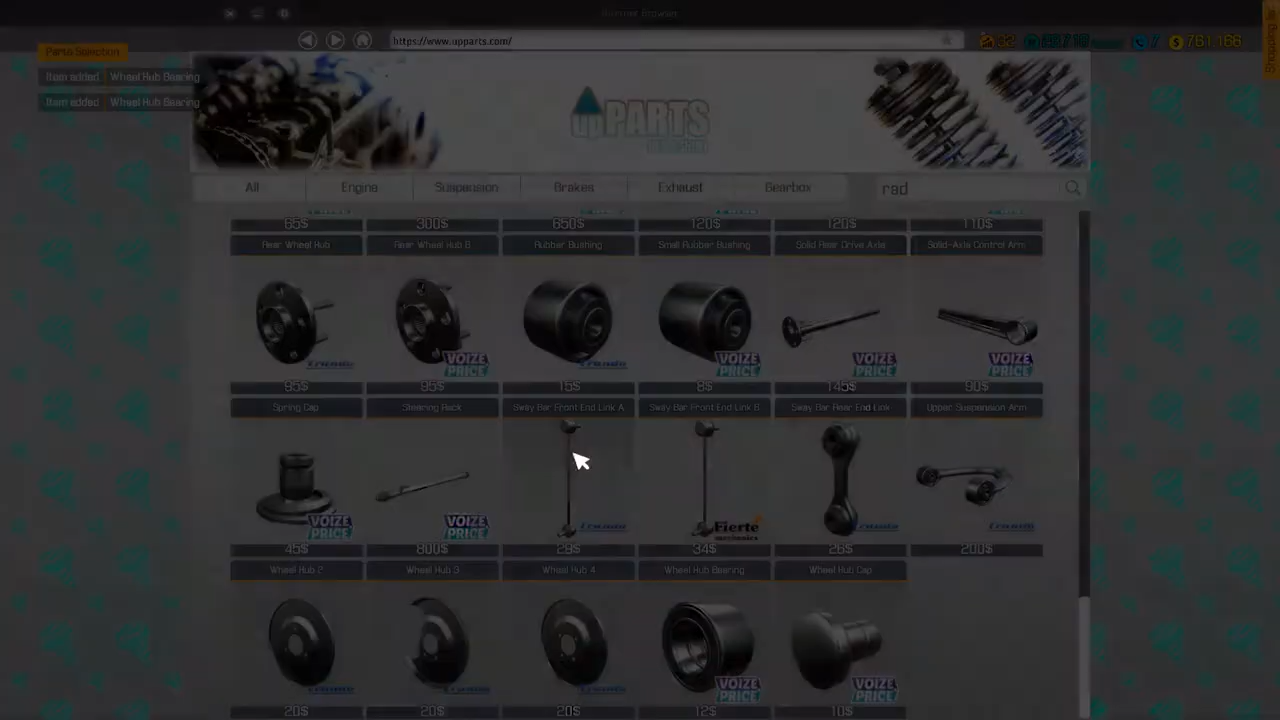 Internet Browser
https://www.upparts.com/
Parts Selection
Item added Wheel Hub Bearing
Item added Wheel Hub Bearing
7
$ 761,166
upPARTS
All Engine Suspension Brakes Exhaust Gearbox
rad
65$ 300$ 650$ 120$ 120$ 110$
Rear Wheel Hub Rear Wheel Hub B Rubber Bushing Small Rubber Bushing Solid Rear Drive Axle Solid-Axle Control Arm
VOIZE PRICE VOIZE PRICE VOIZE PRICE VOIZE PRICE
95$ 95$ 15$ 8$ 145$ 90$
Spring Cap Steering Rack Sway Bar Front End Link A Sway Bar Front End Link B Sway Bar Rear End Link Upper Suspension Arm
VOIZE PRICE VOIZE PRICE Fierte mechanics
45$ 800$ 28$ 34$ 26$ 200$
Wheel Hub 2 Wheel Hub 3 Wheel Hub 4 Wheel Hub Bearing Wheel Hub Cap
VOIZE PRICE VOIZE PRICE
20$ 20$ 20$ 12$ 10$